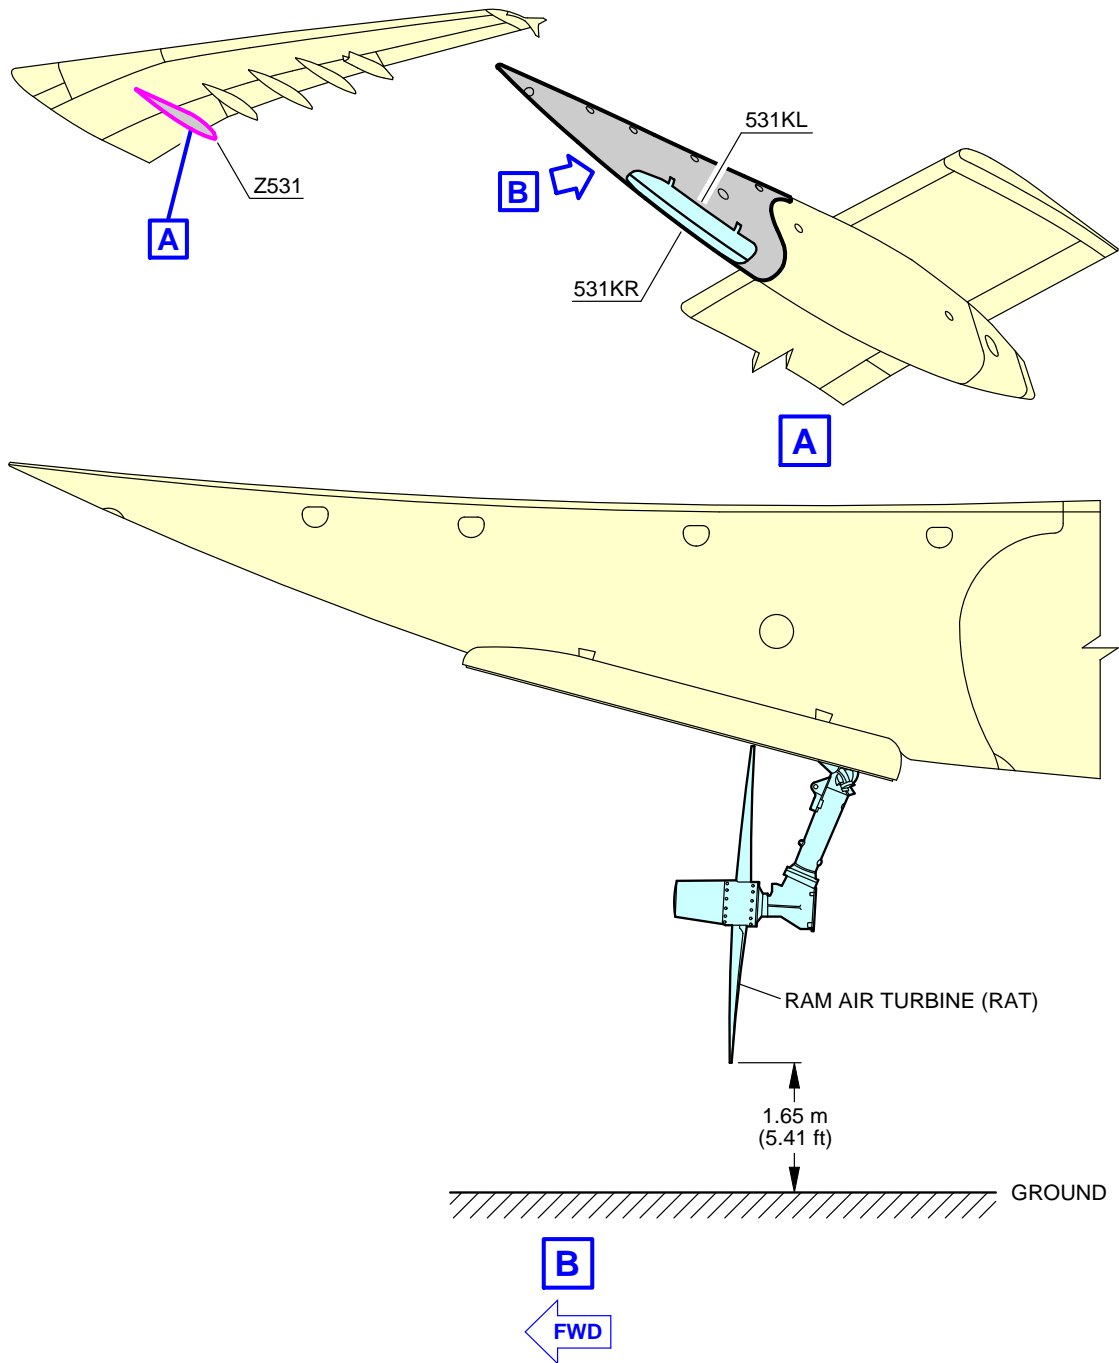 531KL
Z531
B
A
531KR
A
RAM AIR TURBINE (RAT)
1.65 m
(5.41 ft)
GROUND
B
FWD